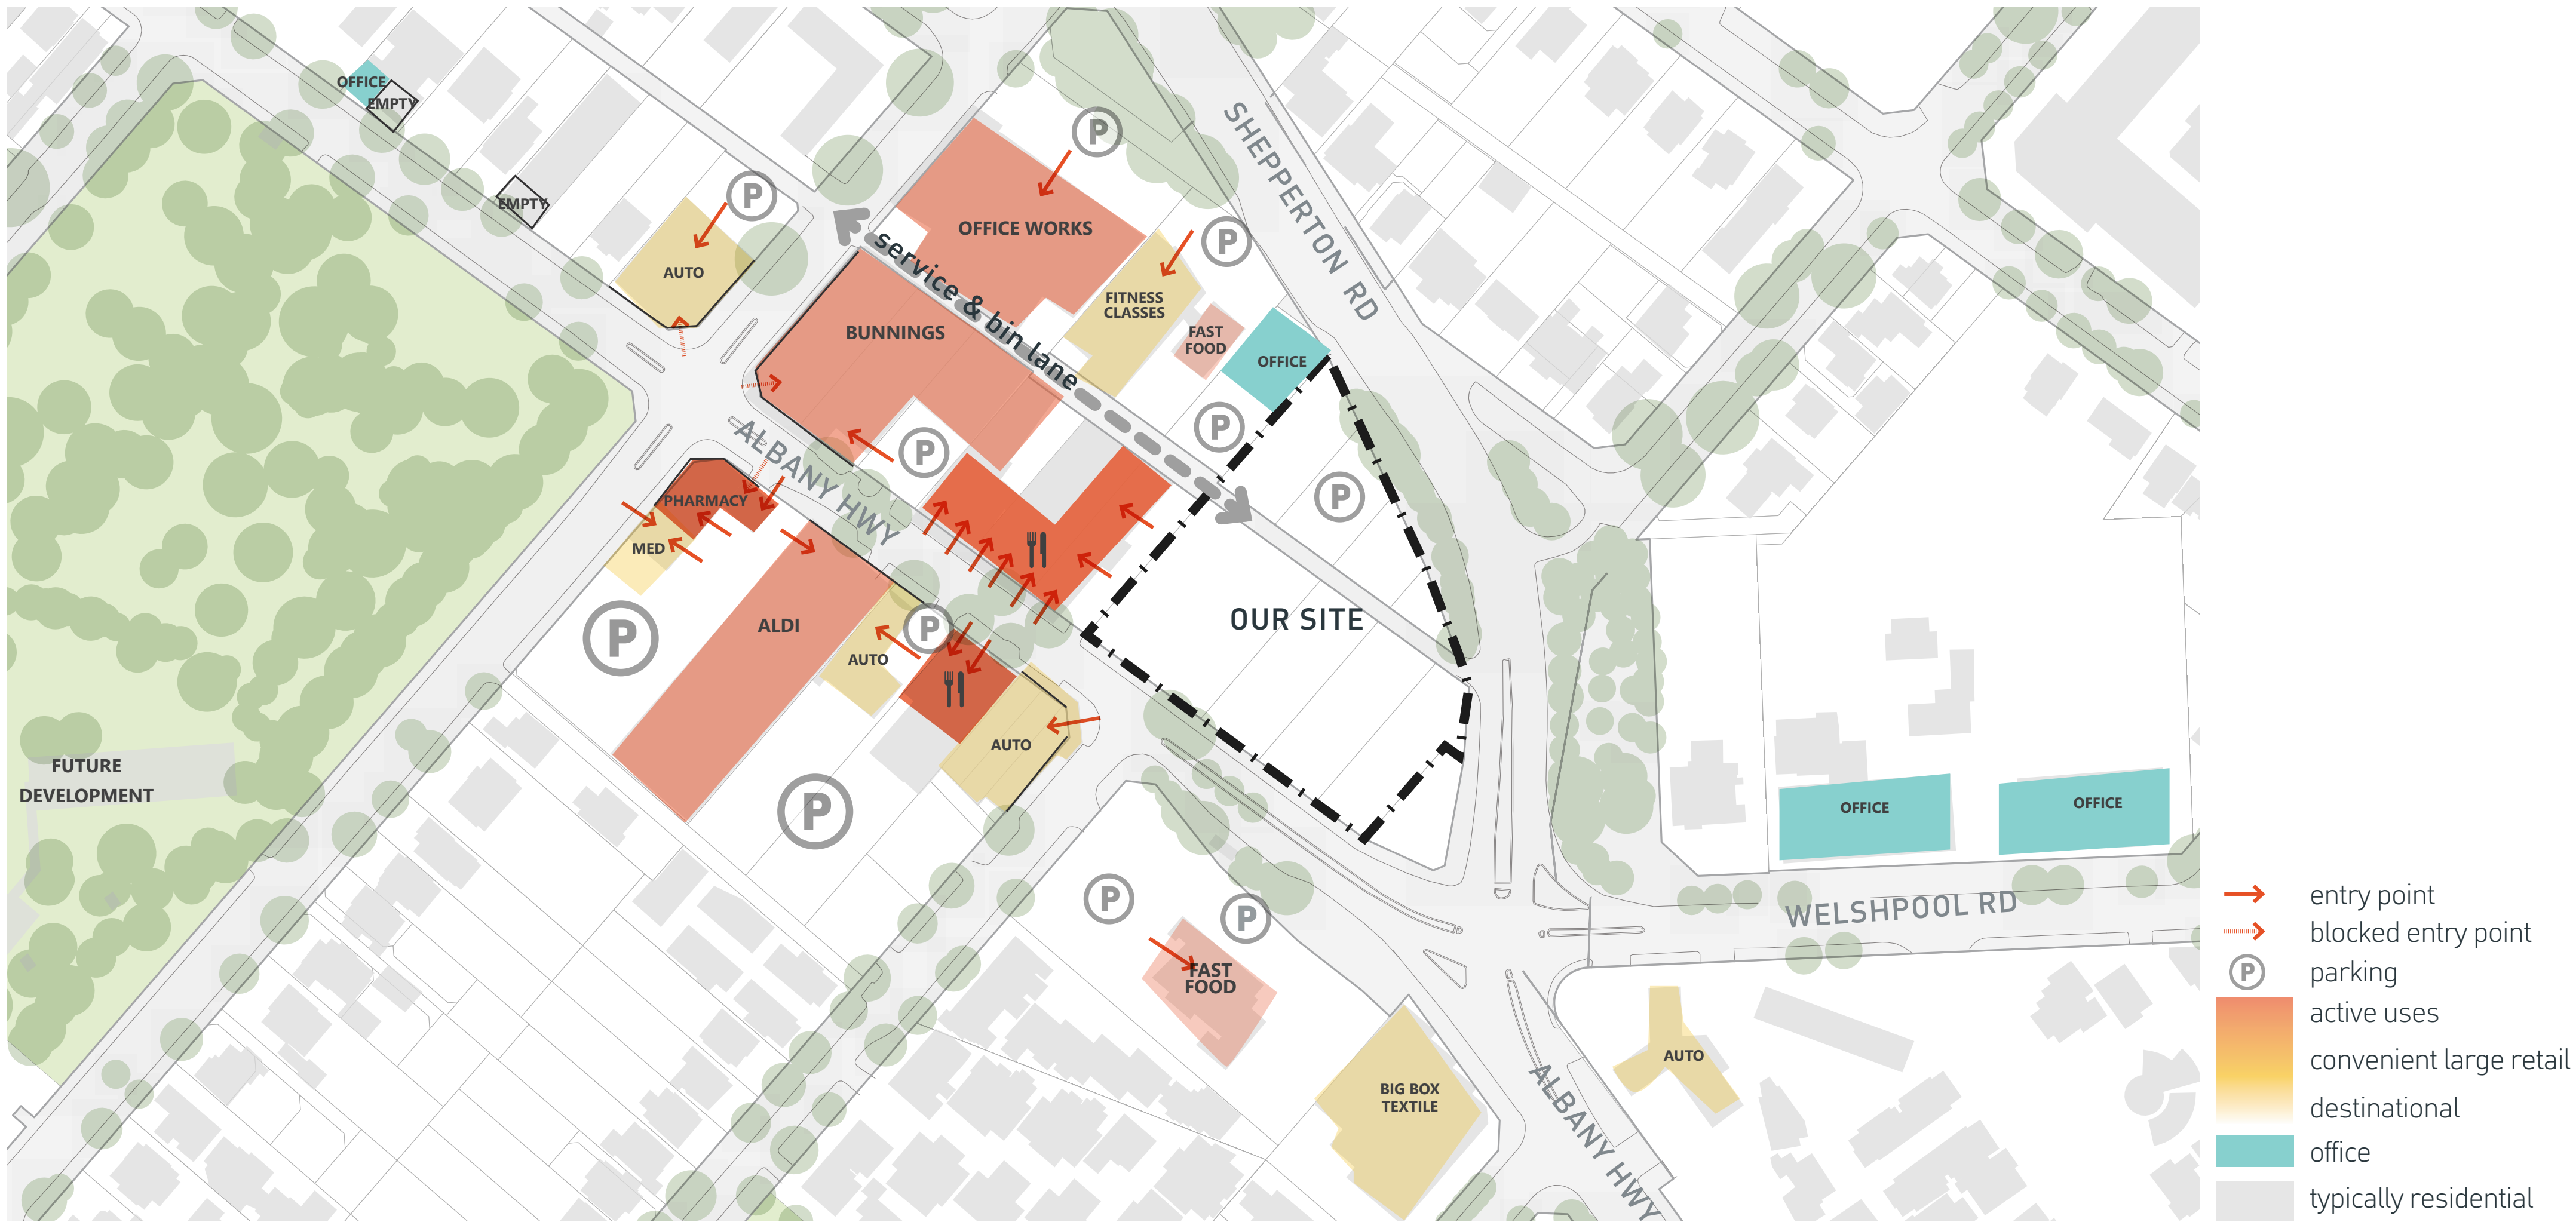 OFFICE
EMPTY
EMPTY
P
AUTO
P
OFFICE WORKS
SHEPPERTON RD
P
service & bin lane
FITNESS
CLASSES
BUNNINGS
FAST
FOOD
OFFICE
P
P
P
ALBANY HWY
PHARMACY
MED
P
ALDI
P
AUTO
OUR SITE
AUTO
P
FUTURE
DEVELOPMENT
OFFICE
OFFICE
P
P
WELSHPOOL RD
FAST
FOOD
BIG BOX
TEXTILE
AUTO
ALBANY HWY
entry point
blocked entry point
P
parking
active uses
convenient large retail
destinational
office
typically residential